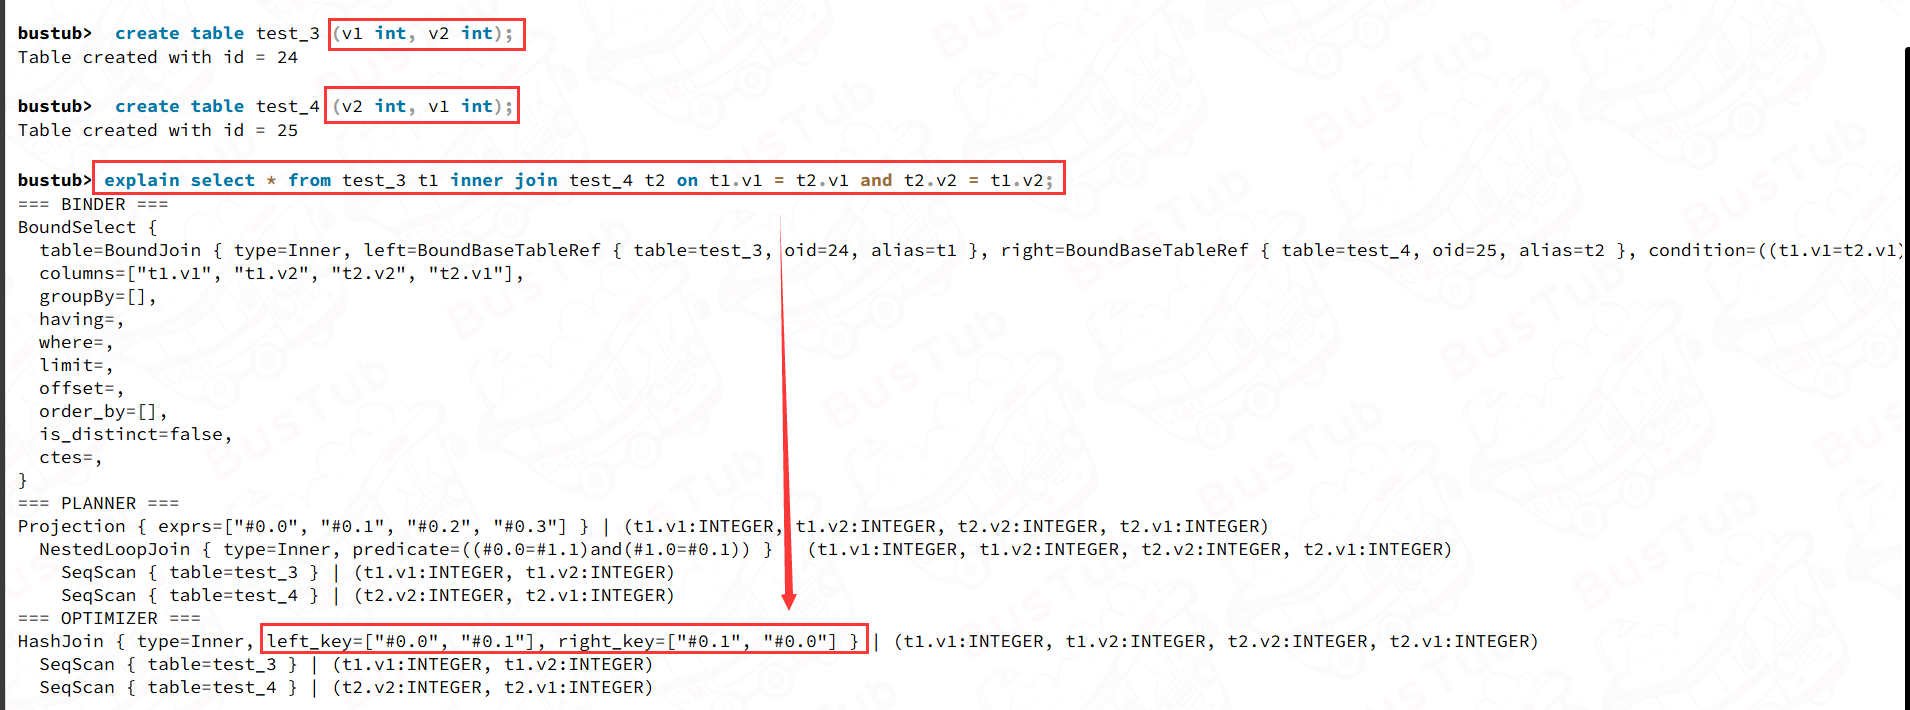 bustub> create table test_3 (v1 int, v2 int);
Table created with id = 24
bustub> create table test_4 (v2 int, v1 int);
Table created with id = 25
bustub> explain select * from test_3 t1 inner join test_4 t2 on t1.v1 = t2.v1 and t2.v2 = t1.v2;
=== BINDER ===
BoundSelect {
  table=BoundJoin { type=Inner, left=BoundBaseTableRef { table=test_3, oid=24, alias=t1 }, right=BoundBaseTableRef { table=test_4, oid=25, alias=t2 }, condition=((t1.v1=t2.v1)
  columns=["t1.v1", "t1.v2", "t2.v2", "t2.v1"],
  groupBy=[],
  having=,
  where=,
  limit=,
  offset=,
  order_by=[],
  is_distinct=false,
  ctes=,
}
=== PLANNER ===
Projection { exprs=["#0.0", "#0.1", "#0.2", "#0.3"] } | (t1.v1:INTEGER, t1.v2:INTEGER, t2.v2:INTEGER, t2.v1:INTEGER)
  NestedLoopJoin { type=Inner, predicate=((#0.0=#1.1)and(#1.0=#0.1)) } | (t1.v1:INTEGER, t1.v2:INTEGER, t2.v2:INTEGER, t2.v1:INTEGER)
    SeqScan { table=test_3 } | (t1.v1:INTEGER, t1.v2:INTEGER)
    SeqScan { table=test_4 } | (t2.v2:INTEGER, t2.v1:INTEGER)
=== OPTIMIZER ===
HashJoin { type=Inner, left_key=["#0.0", "#0.1"], right_key=["#0.1", "#0.0"] } | (t1.v1:INTEGER, t1.v2:INTEGER, t2.v2:INTEGER, t2.v1:INTEGER)
  SeqScan { table=test_3 } | (t1.v1:INTEGER, t1.v2:INTEGER)
  SeqScan { table=test_4 } | (t2.v2:INTEGER, t2.v1:INTEGER)